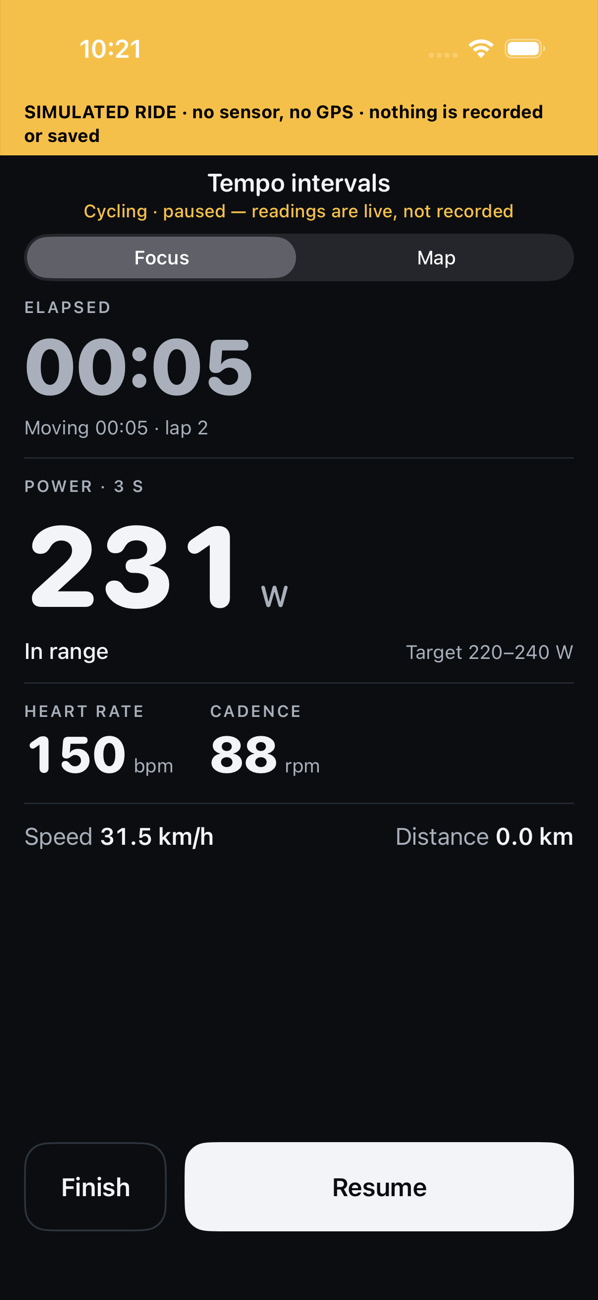 10:21
SIMULATED RIDE · no sensor, no GPS · nothing is recorded
or saved
Tempo intervals
Cycling · paused — readings are live, not recorded
Focus Map
ELAPSED
00:05
Moving 00:05 · lap 2
POWER · 3 S
231 W
In range Target 220–240 W
HEART RATE CADENCE
150 bpm 88 rpm
Speed 31.5 km/h Distance 0.0 km
Finish Resume